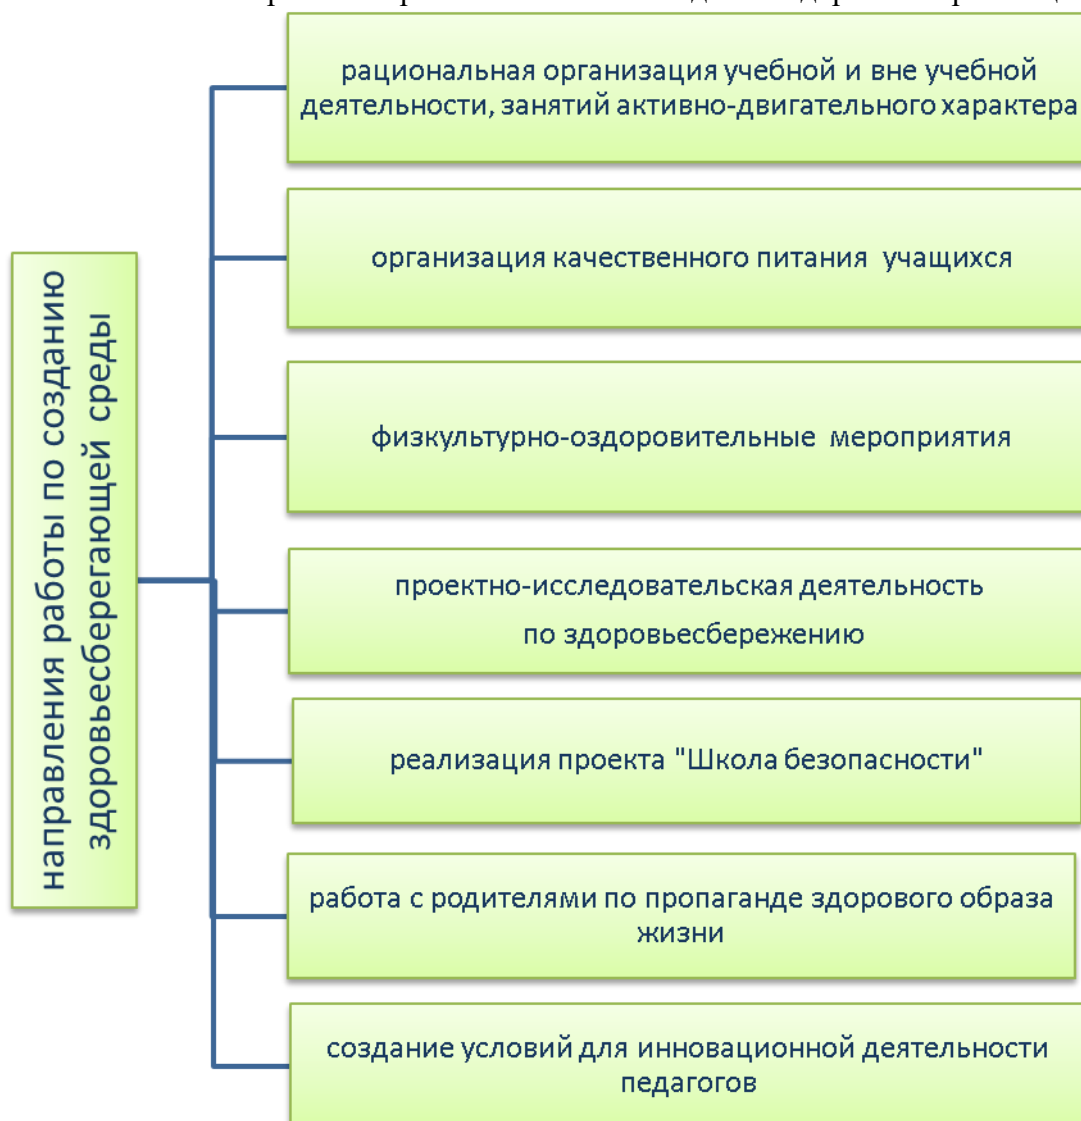 рациональная организация учебной и вне учебной
деятельности, занятий активно-двигательного характера
организация качественного питания учащихся
направления работы по созданию
здоровьесберегающей среды
физкультурно-оздоровительные мероприятия
проектно-исследовательская деятельность
по здоровьесбережению
реализация проекта "Школа безопасности"
работа с родителями по пропаганде здорового образа
жизни
создание условий для инновационной деятельности
педагогов